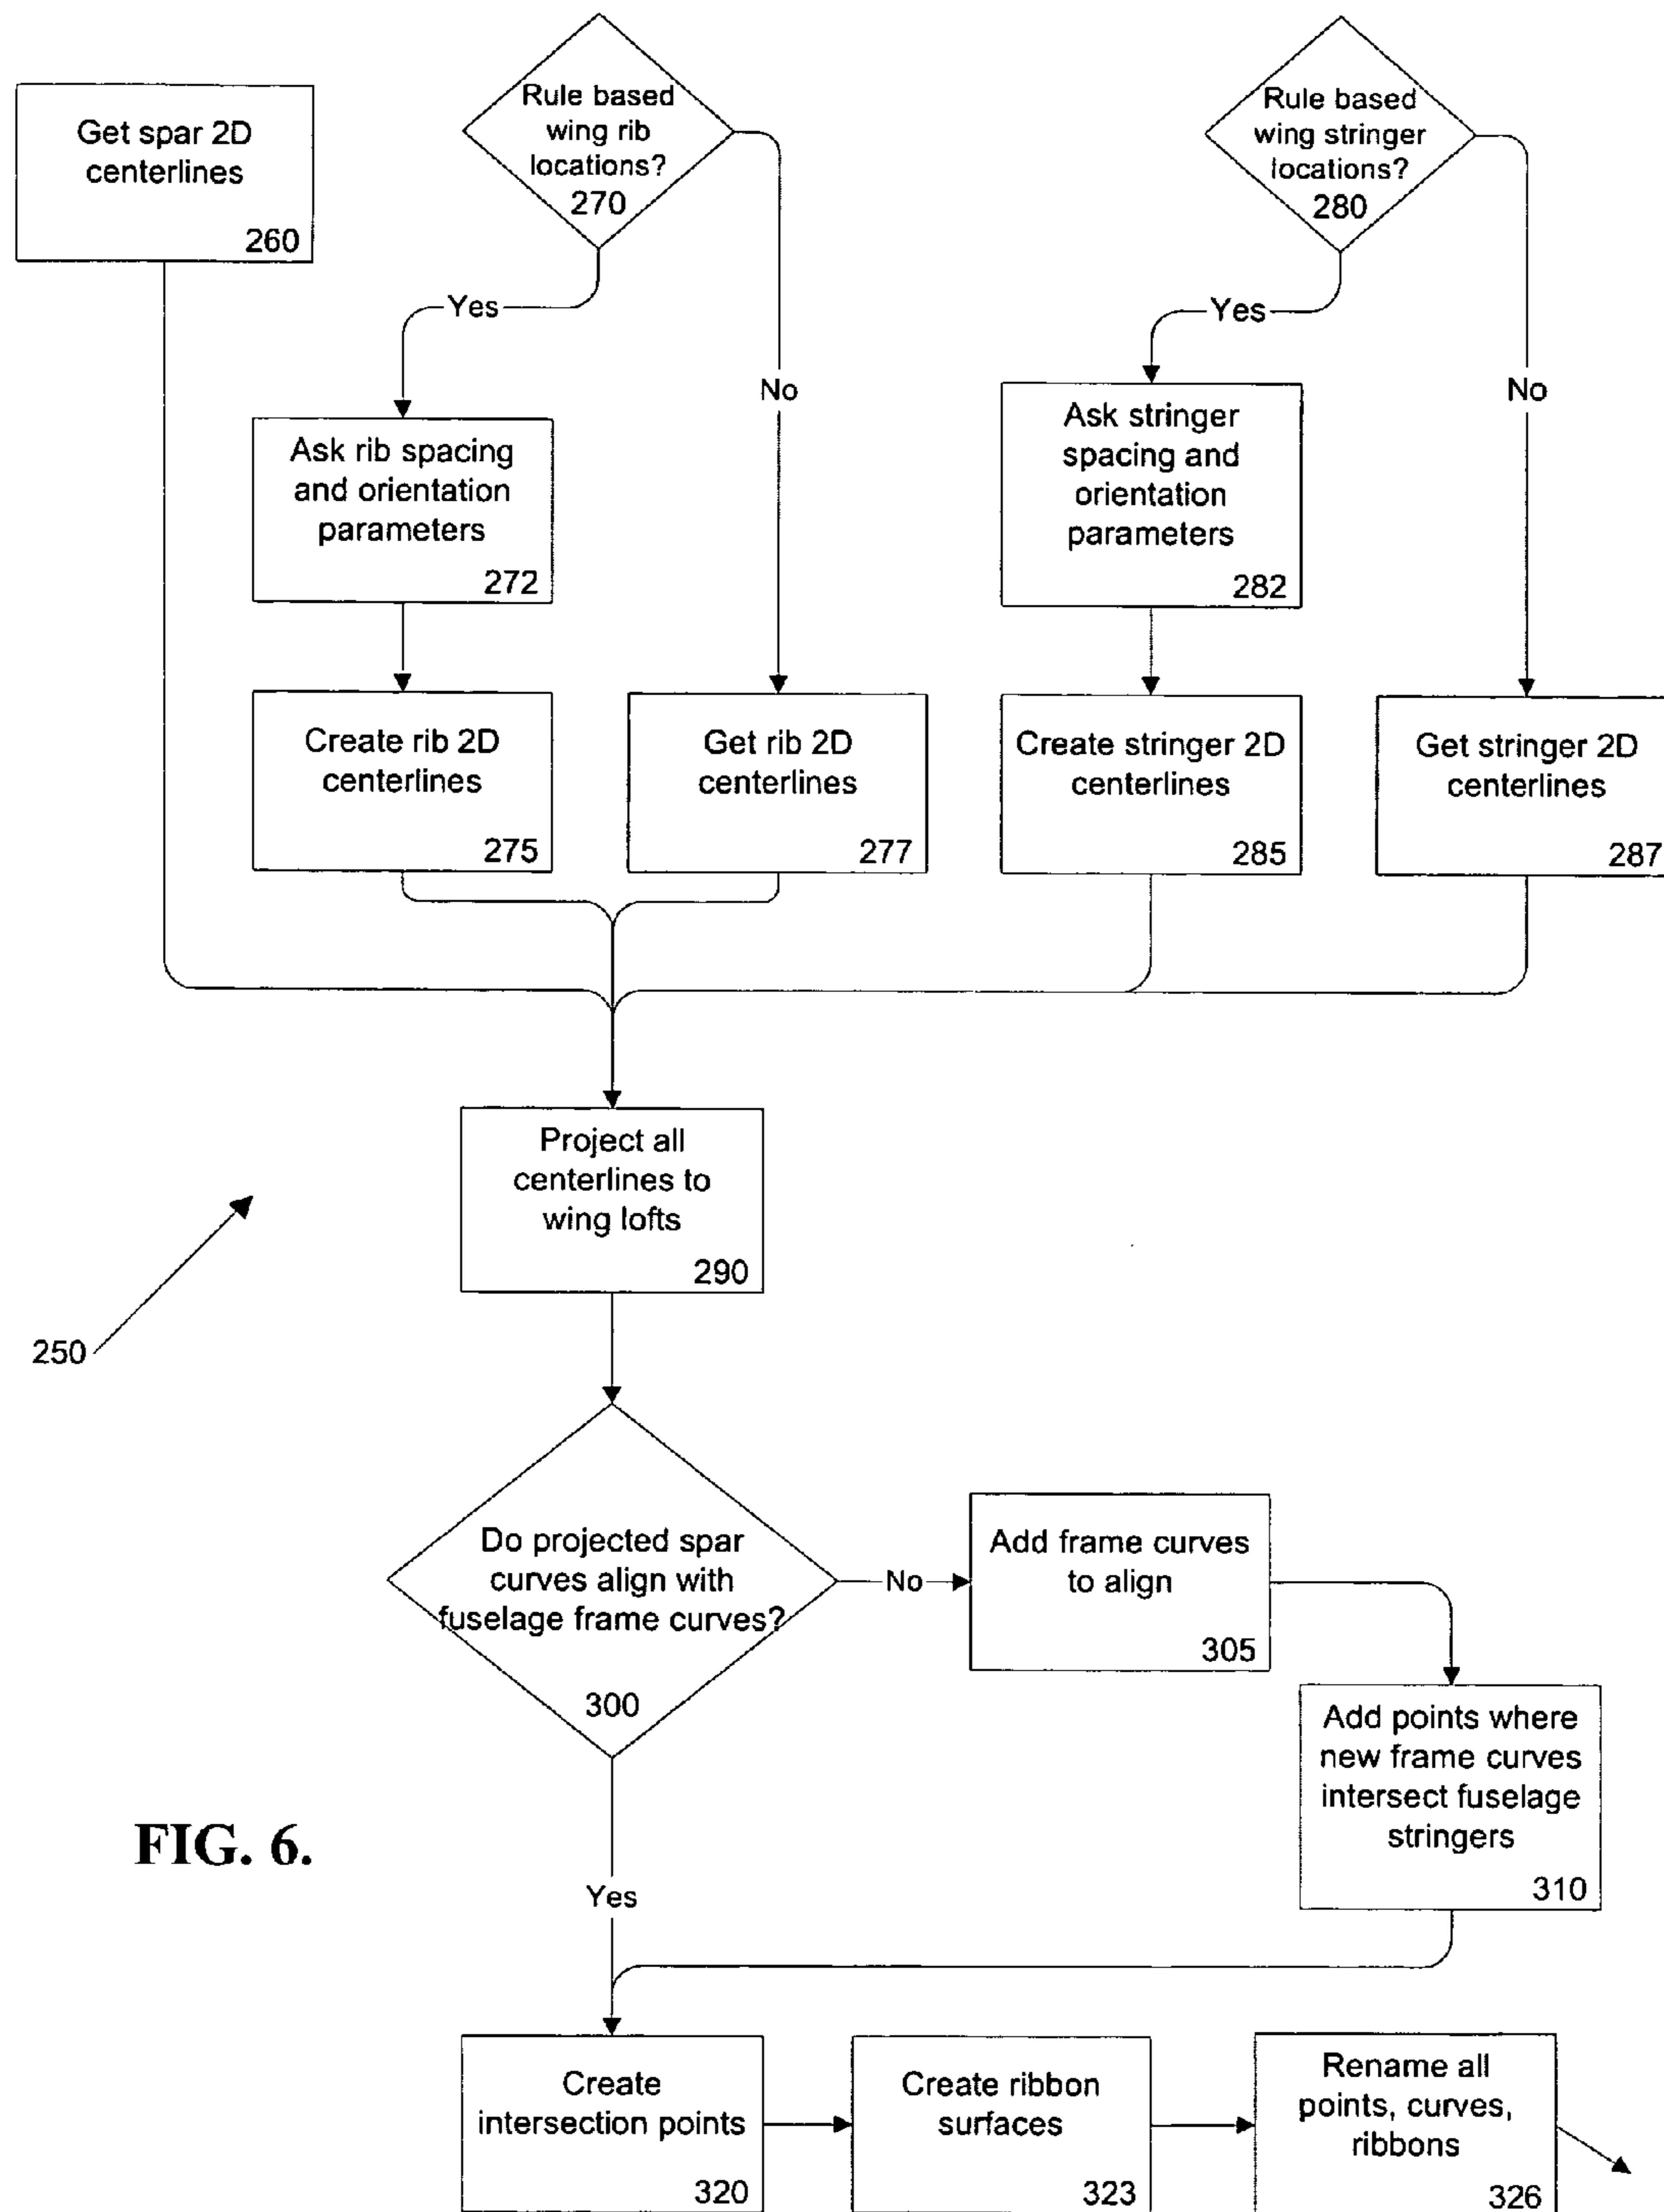 Get spar 2D
centerlines
260
Rule based
wing rib
locations?
270
Rule based
wing stringer
locations?
280
Yes
No
Yes
No
Ask rib spacing
and orientation
parameters
272
Ask stringer
spacing and
orientation
parameters
282
Create rib 2D
centerlines
275
Get rib 2D
centerlines
277
Create stringer 2D
centerlines
285
Get stringer 2D
centerlines
287
Project all
centerlines to
wing lofts
290
250
Do projected spar
curves align with
fuselage frame curves?
300
No
Add frame curves
to align
305
Add points where
new frame curves
intersect fuselage
stringers
310
FIG. 6.
Yes
Create
intersection points
320
Create ribbon
surfaces
323
Rename all
points, curves,
ribbons
326